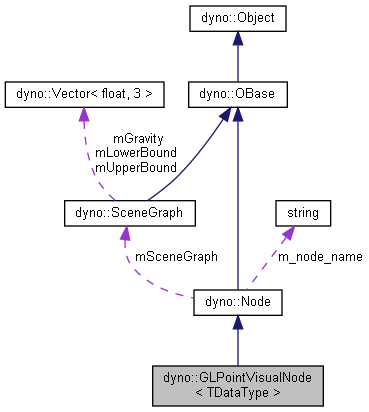 dyno::Object
dyno::Vector< float, 3 >
dyno::OBase
mGravity
mLowerBound
mUpperBound
dyno::SceneGraph
string
mSceneGraph
m_node_name
dyno::Node
dyno::GLPointVisualNode
< TDataType >